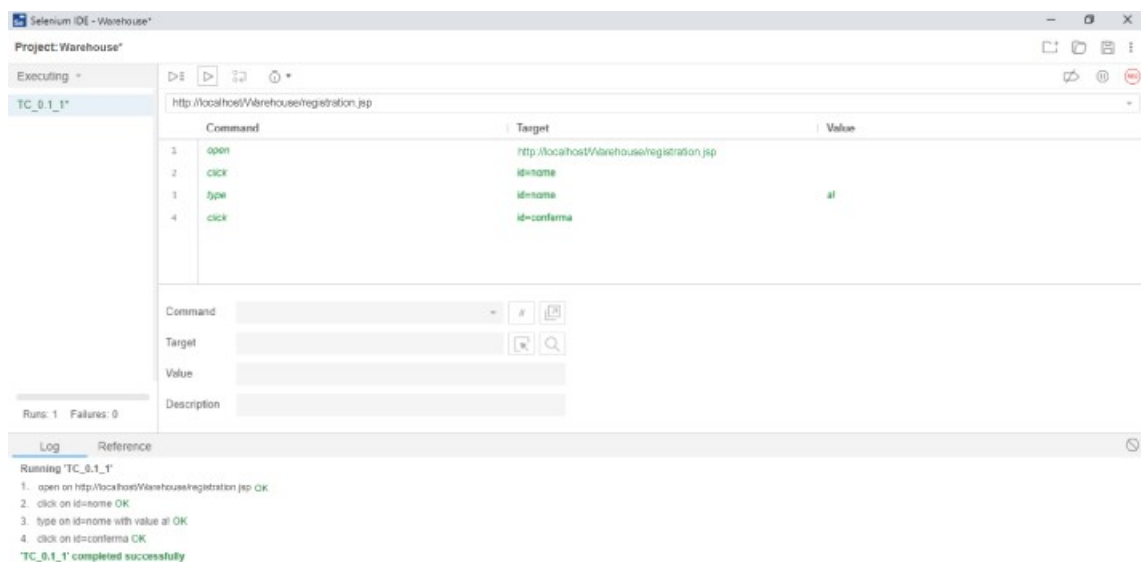 Selenium IDE - Warehouse*
Project: Warehouse*
Executing
TC_0.1_1*
http://localhost/Warehouse/registration.jsp
Command Target Value
1 open http://localhost/Warehouse/registration.jsp
2 click id=nome
3 type id=nome a!
4 click id=conferma
Command //
Target
Value
Description
Runs: 1 Failures: 0
Log Reference
Running 'TC_0.1_1'
1. open on http://localhost/Warehouse/registration.jsp OK
2. click on id=nome OK
3. type on id=nome with value a! OK
4. click on id=conferma OK
'TC_0.1_1' completed successfully